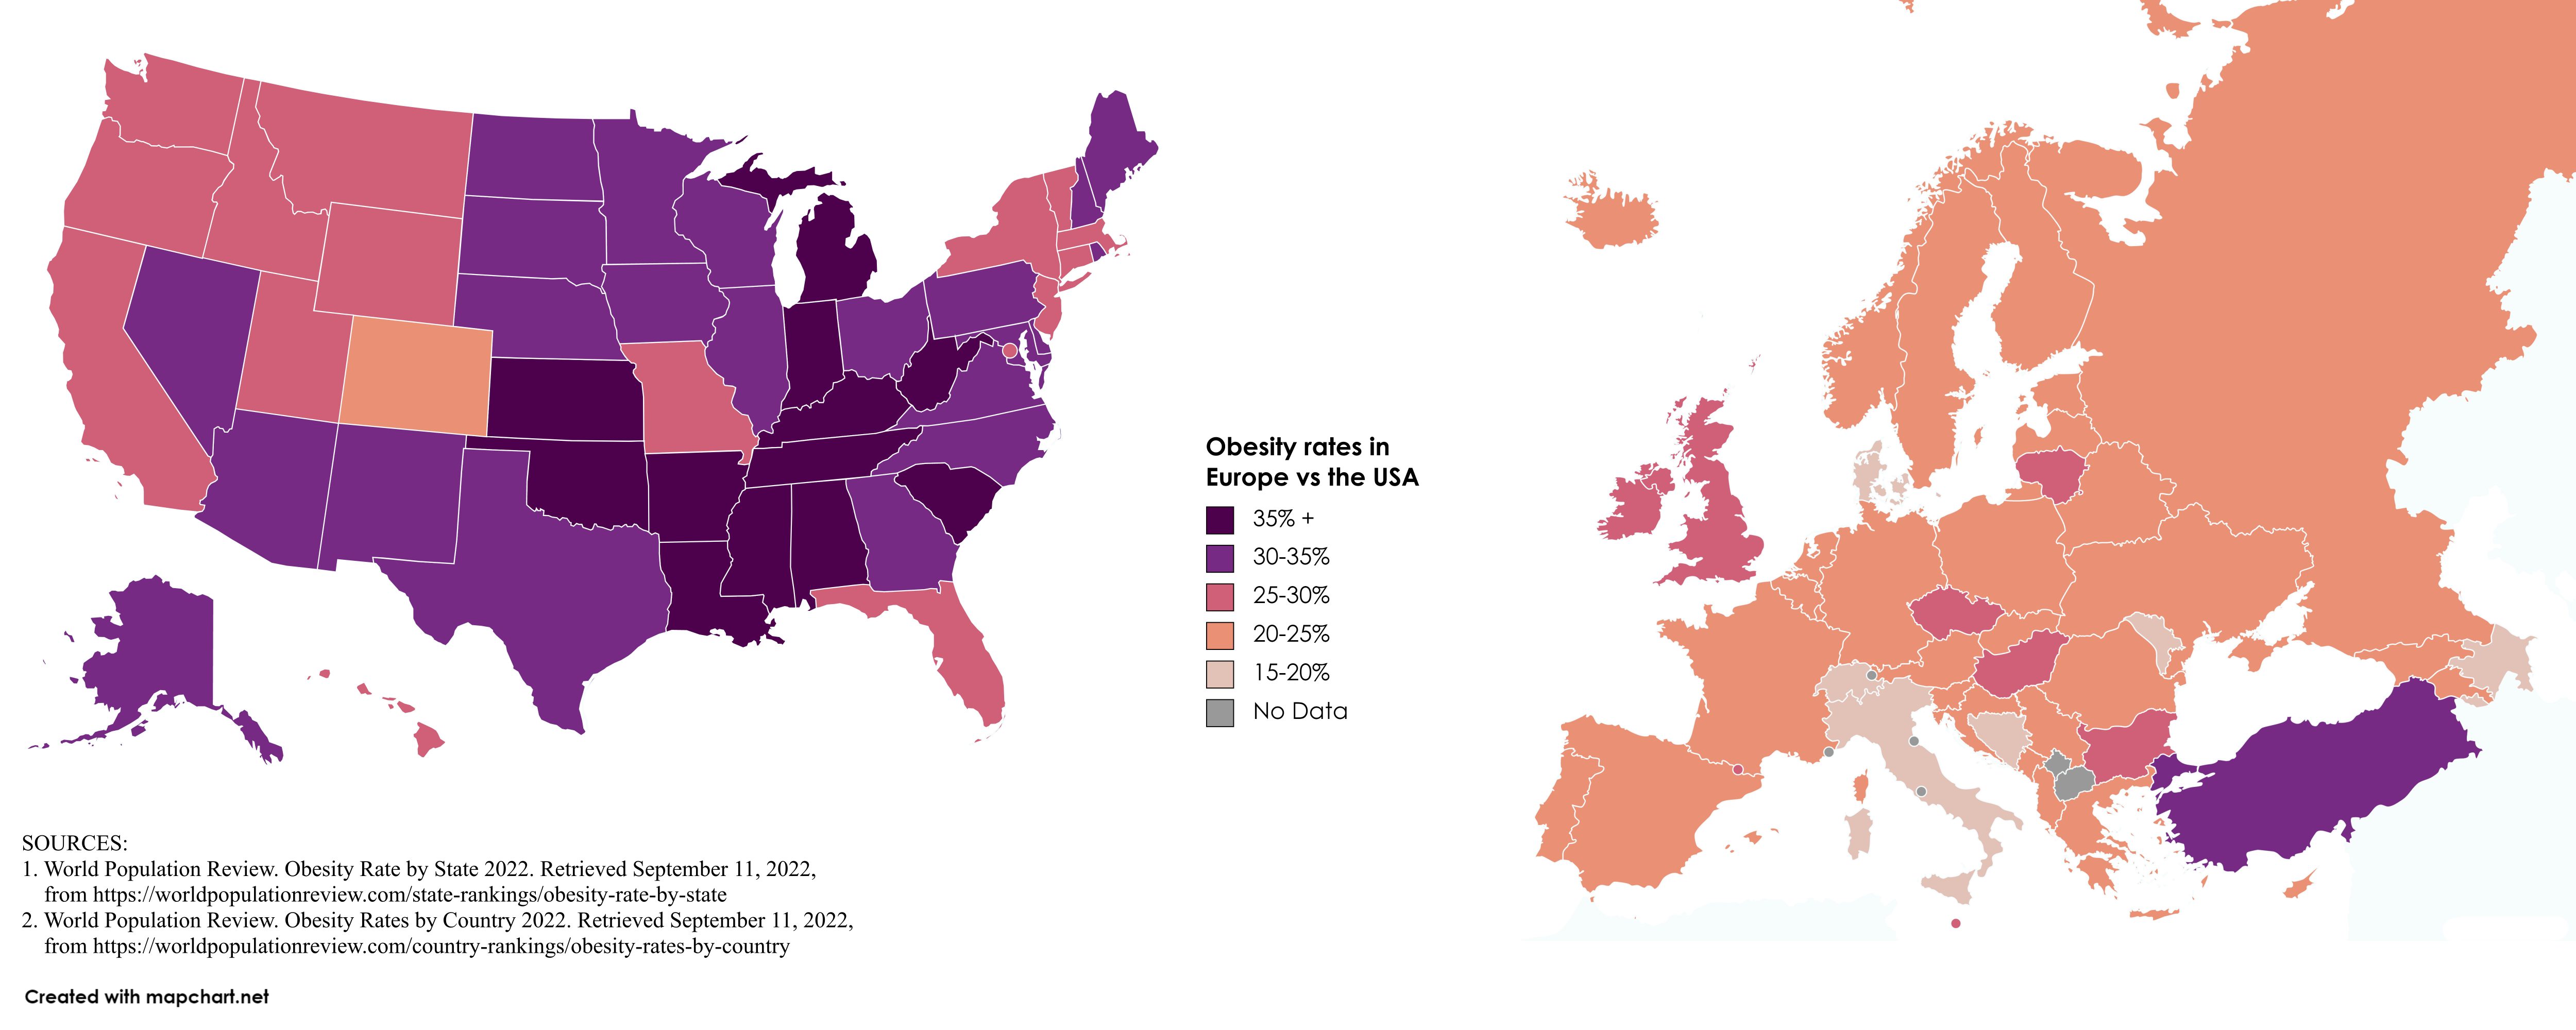 Obesity rates in
Europe vs the USA
35% +
30-35%
25-30%
20-25%
15-20%
No Data
SOURCES:
1. World Population Review. Obesity Rate by State 2022. Retrieved September 11, 2022,
from https://worldpopulationreview.com/state-rankings/obesity-rate-by-state
2. World Population Review. Obesity Rates by Country 2022. Retrieved September 11, 2022,
from https://worldpopulationreview.com/country-rankings/obesity-rates-by-country
Created with mapchart.net